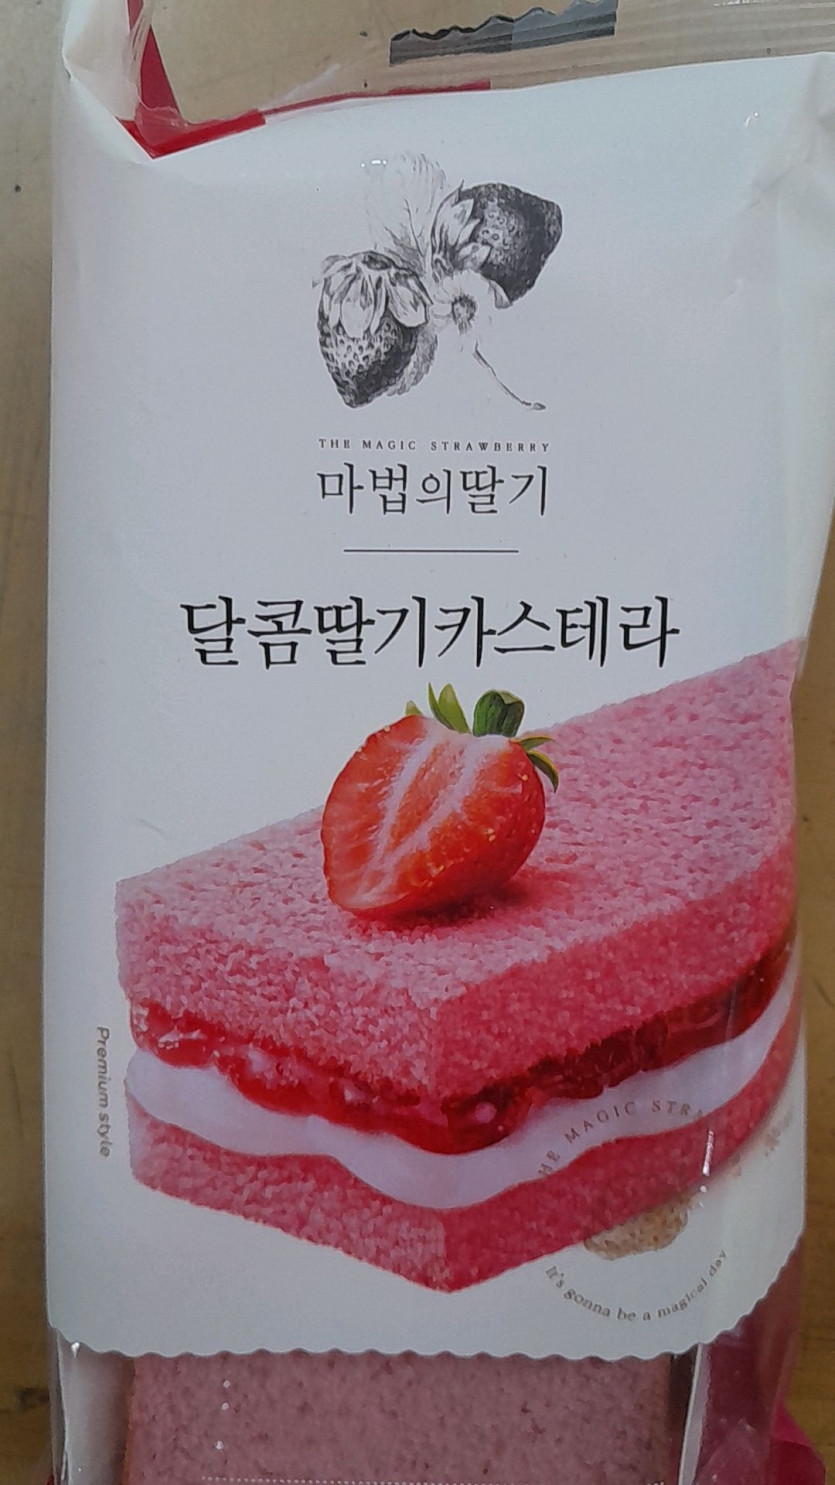 THE MAGIC STRAWBERRY
마법의딸기
달콤딸기카스테라
Premium style
MAGIC
It's gonna be a magical day